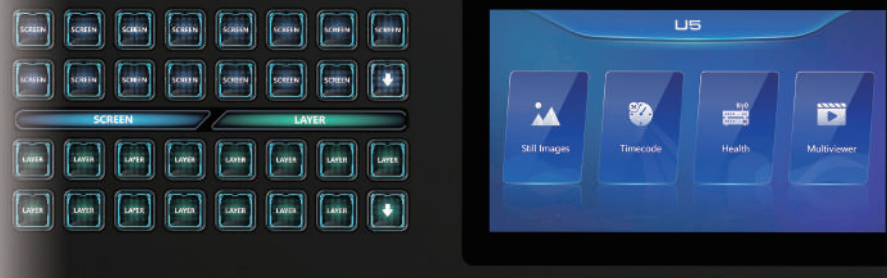 SCREEN SCREEN SCREEN SCREEN SCREEN SCREEN SCREEN SCREEN
SCREEN SCREEN SCREEN SCREEN SCREEN SCREEN SCREEN
SCREEN LAYER
LAYER LAYER LAYER LAYER LAYER LAYER LAYER LAYER
LAYER LAYER LAYER LAYER LAYER LAYER LAYER
U5
Still Images Timecode Health Multiviewer